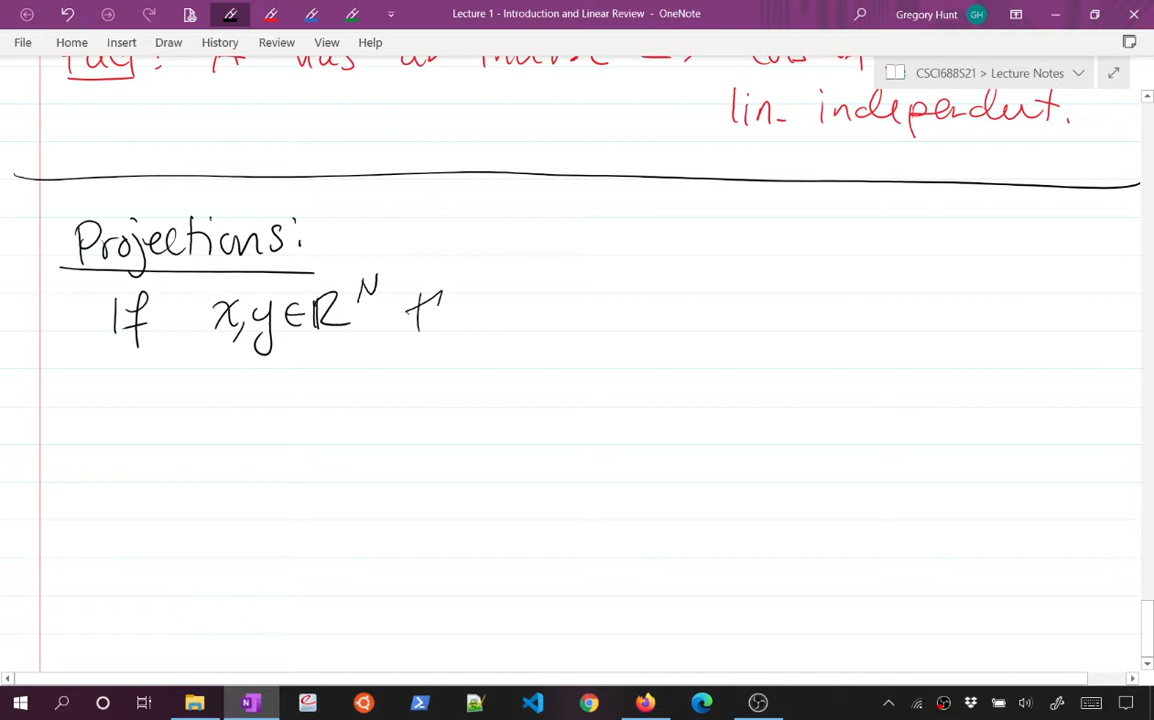 Lecture 1 - Introduction and Linear Review - OneNote
Gregory Hunt GH
File Home Insert Draw History Review View Help
CSCI688S21 > Lecture Notes
lin. independent.
Projections:
If x,y∈ℝ^N